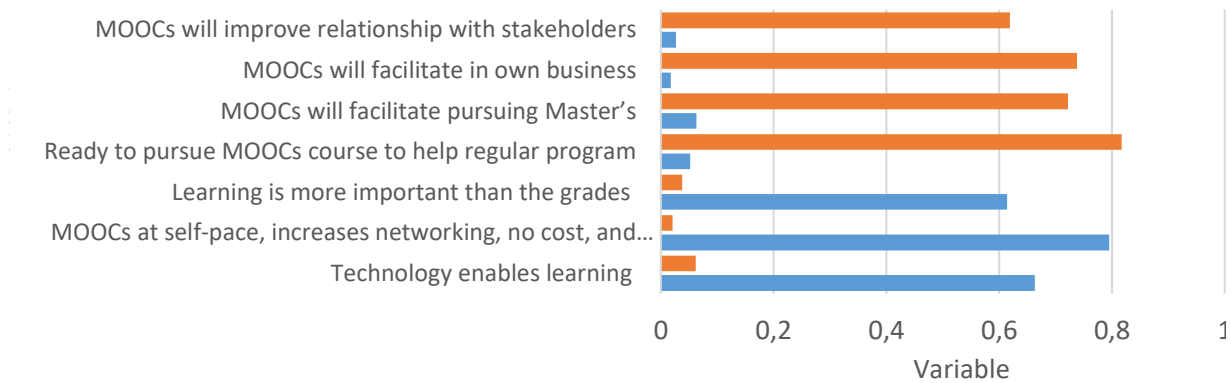 MOOCs will improve relationship with stakeholders
MOOCs will facilitate in own business
MOOCs will facilitate pursuing Master’s
Ready to pursue MOOCs course to help regular program
Learning is more important than the grades
MOOCs at self-pace, increases networking, no cost, and...
Technology enables learning
0 0,2 0,4 0,6 0,8 1
Variable